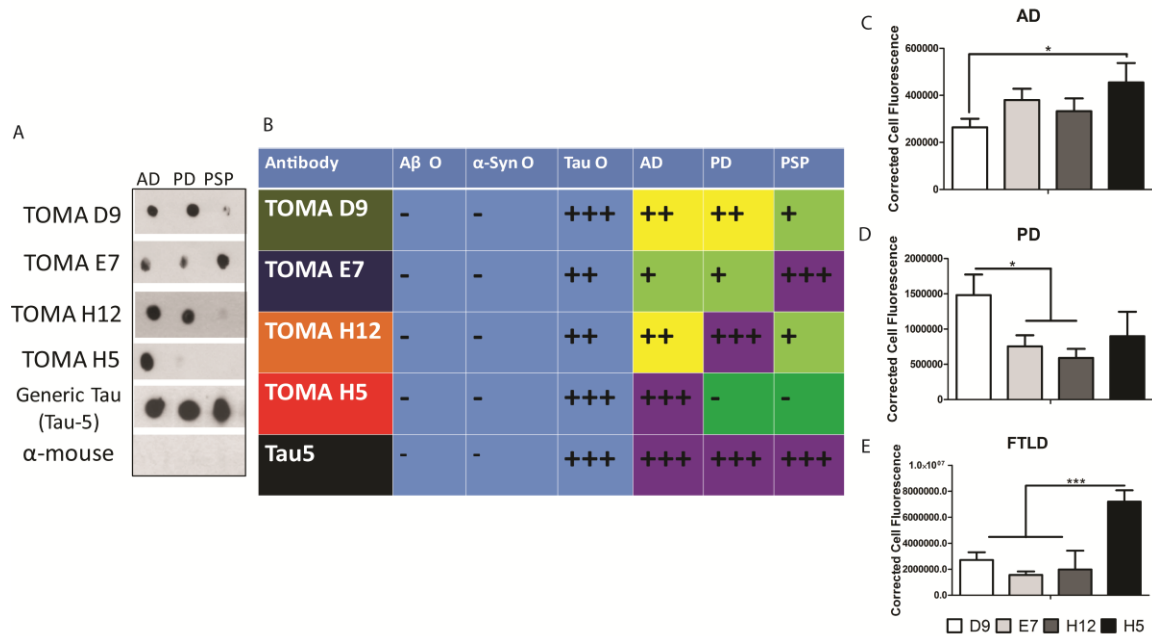 A
AD PD PSP
TOMA D9
TOMA E7
TOMA H12
TOMA H5
Generic Tau
(Tau-5)
α-mouse
B
Antibody Aβ O α-Syn O Tau O AD PD PSP
TOMA D9 - - +++ ++ ++ +
TOMA E7 - - ++ + + +++
TOMA H12 - - ++ ++ +++ +
TOMA H5 - - +++ +++ - -
Tau5 - - +++ +++ +++ +++
C
AD
Corrected Cell Fluorescence
600000
400000
200000
0
*
D
PD
Corrected Cell Fluorescence
2000000
1500000
1000000
500000
0
*
E
FTLD
Corrected Cell Fluorescence
1.0×10⁰⁷
8000000.0
6000000.0
4000000.0
2000000.0
0.0
***
D9 E7 H12 H5